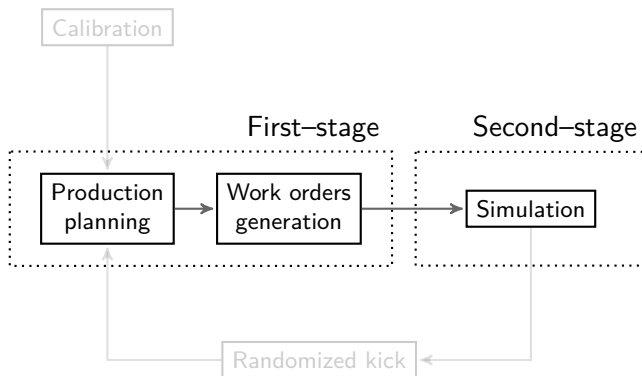 Calibration
First–stage
Second–stage
Production
planning
Work orders
generation
Simulation
Randomized kick